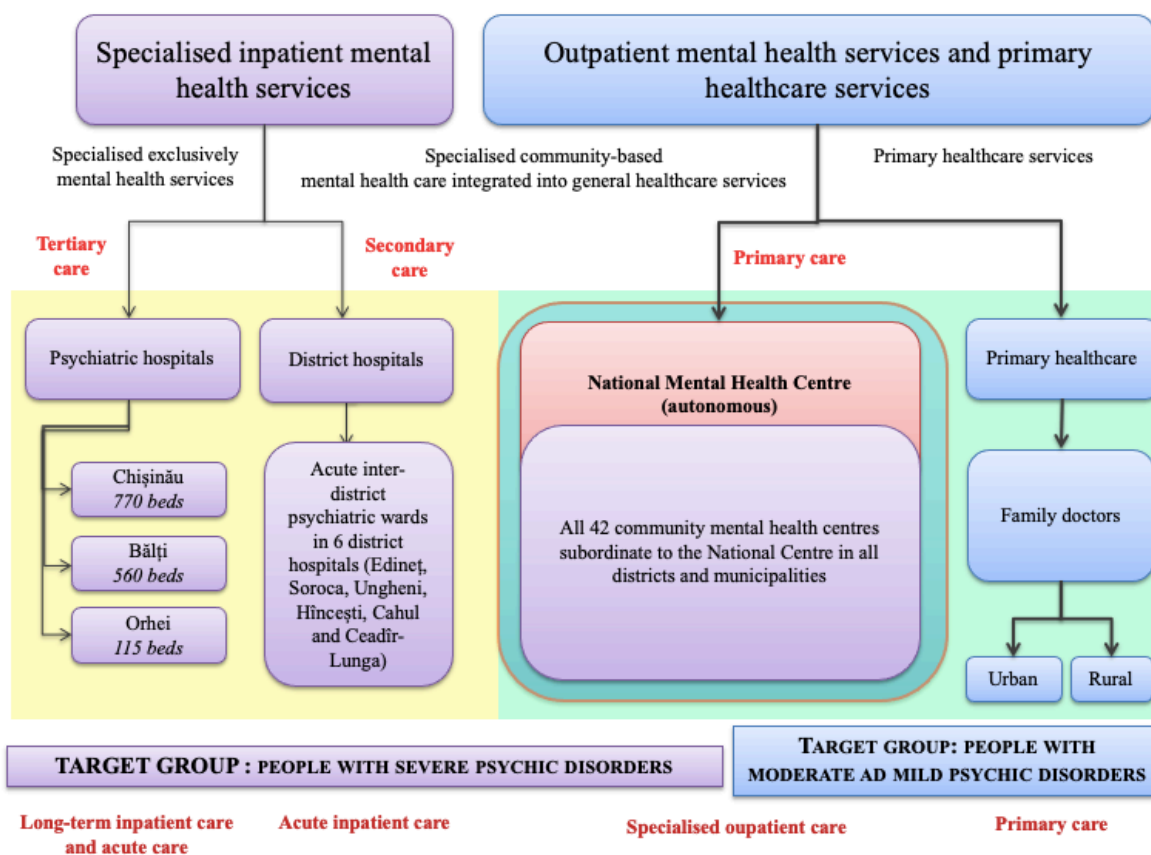 Specialised inpatient mental
health services
Outpatient mental health services and primary
healthcare services
Specialised exclusively
mental health services
Specialised community-based
mental health care integrated into general healthcare services
Primary healthcare services
Tertiary
care
Secondary
care
Primary care
Psychiatric hospitals
District hospitals
National Mental Health Centre
(autonomous)
Primary healthcare
Chișinău
770 beds
Bălți
560 beds
Orhei
115 beds
Acute inter-
district
psychiatric wards
in 6 district
hospitals (Edineț,
Soroca, Ungheni,
Hîncești, Cahul
and Ceadîr-
Lunga)
All 42 community mental health centres
subordinate to the National Centre in all
districts and municipalities
Family doctors
Urban
Rural
TARGET GROUP : PEOPLE WITH SEVERE PSYCHIC DISORDERS
TARGET GROUP: PEOPLE WITH
MODERATE AD MILD PSYCHIC DISORDERS
Long-term inpatient care
and acute care
Acute inpatient care
Specialised oupatient care
Primary care